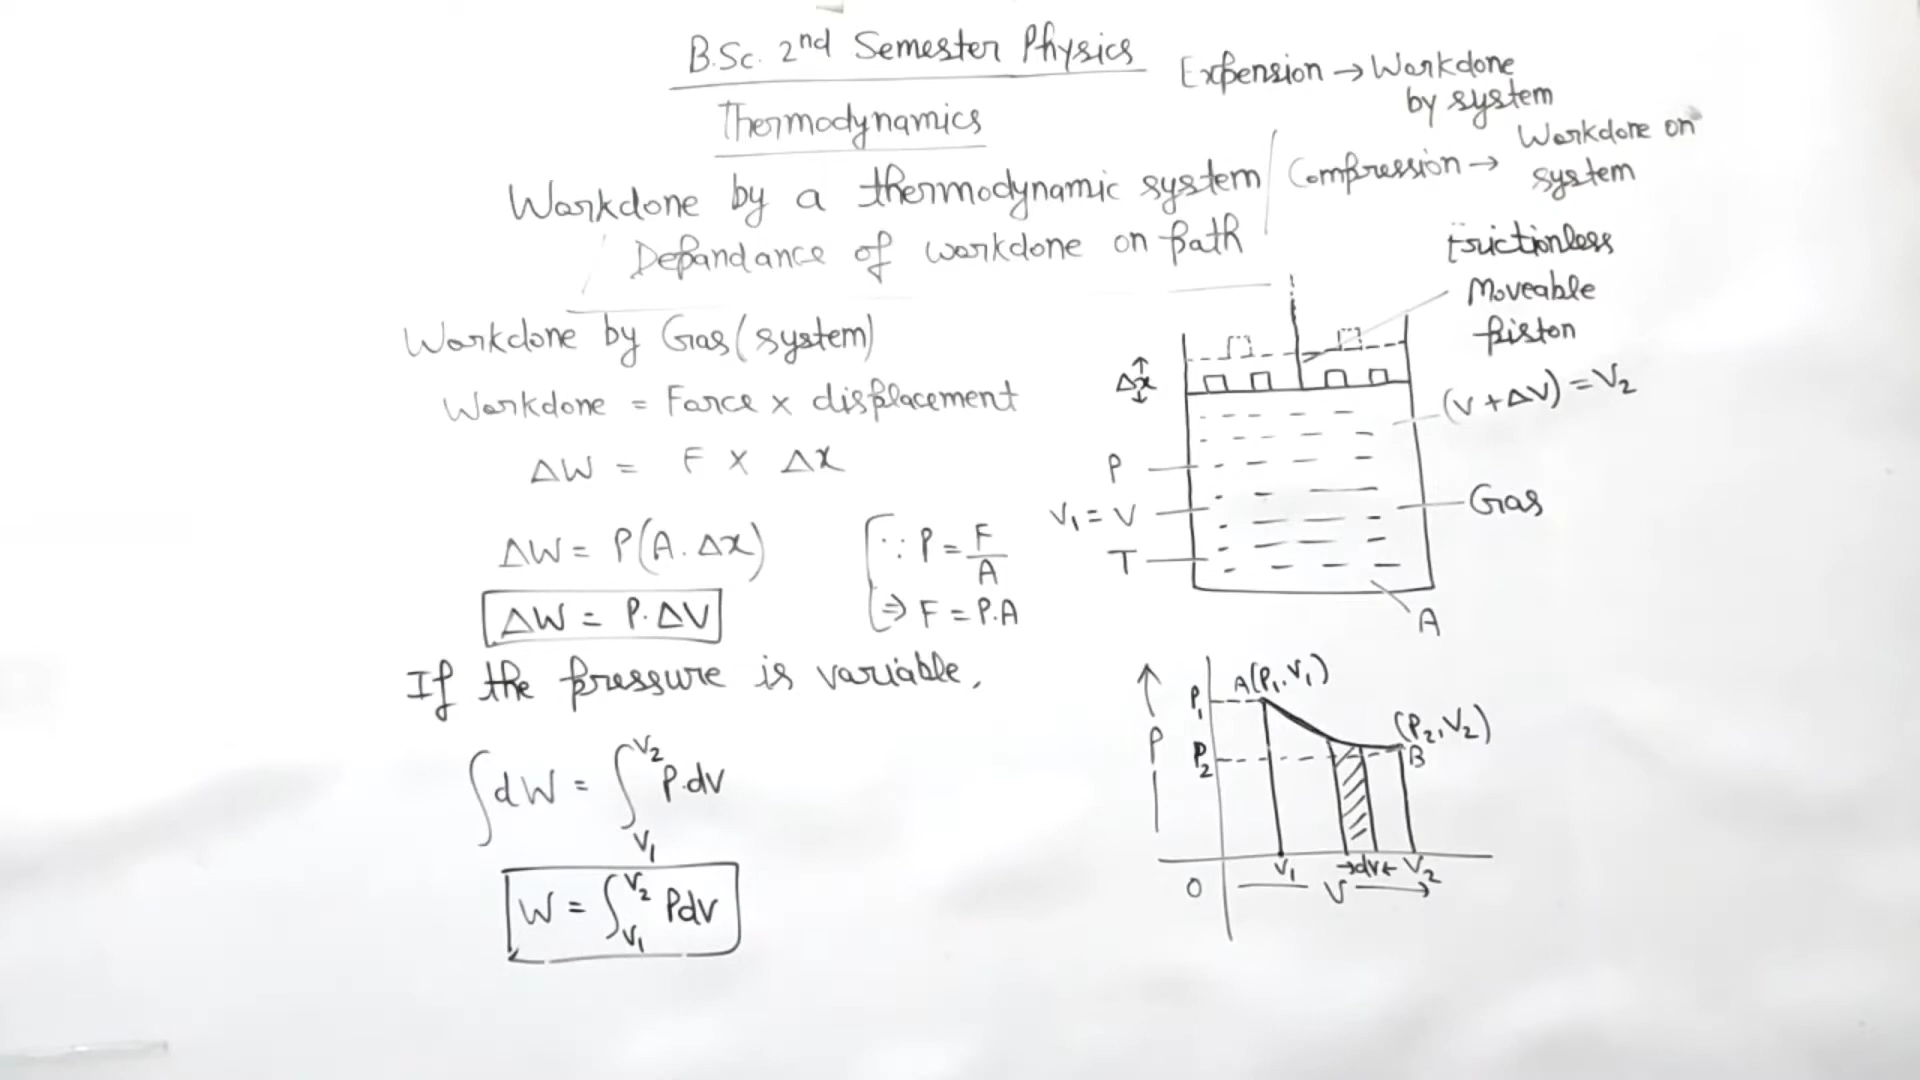 B.Sc. 2nd Semester Physics
Thermodynamics
Expension → Workdone
by system
Workdone by a thermodynamic system
Compression → Workdone on
system
Depandance of workdone on path
Frictionless
Moveable
piston
Workdone by Gas (system)
Workdone = Force × displacement
ΔW = F × Δx
ΔW = P(A.Δx)
∵ P = F/A
⇒ F = P.A
ΔW = P.ΔV
Δx
(V + ΔV) = V₂
P
V₁ = V
T
Gas
A
If the pressure is variable,
∫dW = ∫_{V₁}^{V₂} P.dV
W = ∫_{V₁}^{V₂} PdV
P
P₁
A(P₁,V₁)
P₂
(P₂,V₂)
B
V₁
→dv←
V₂
O
V